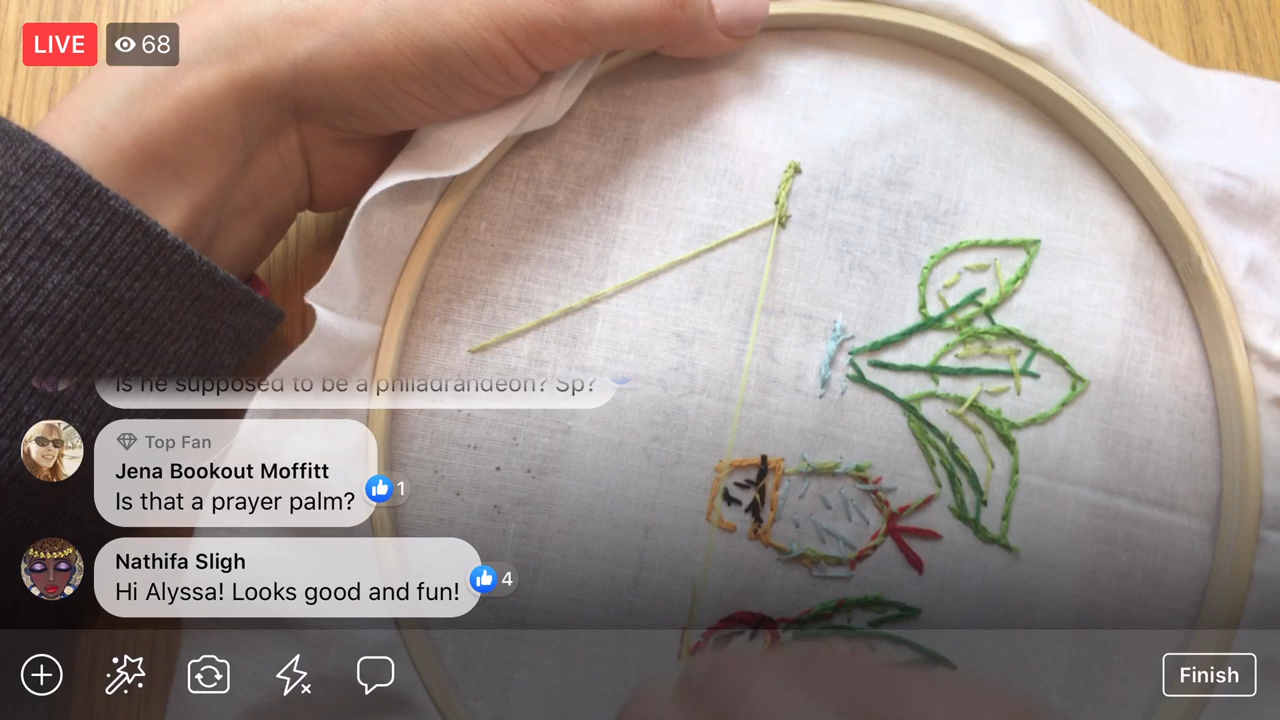 LIVE
68
Is he supposed to be a philadrandeon? Sp?
Top Fan
Jena Bookout Moffitt
Is that a prayer palm?
1
Nathifa Sligh
Hi Alyssa! Looks good and fun!
4
Finish